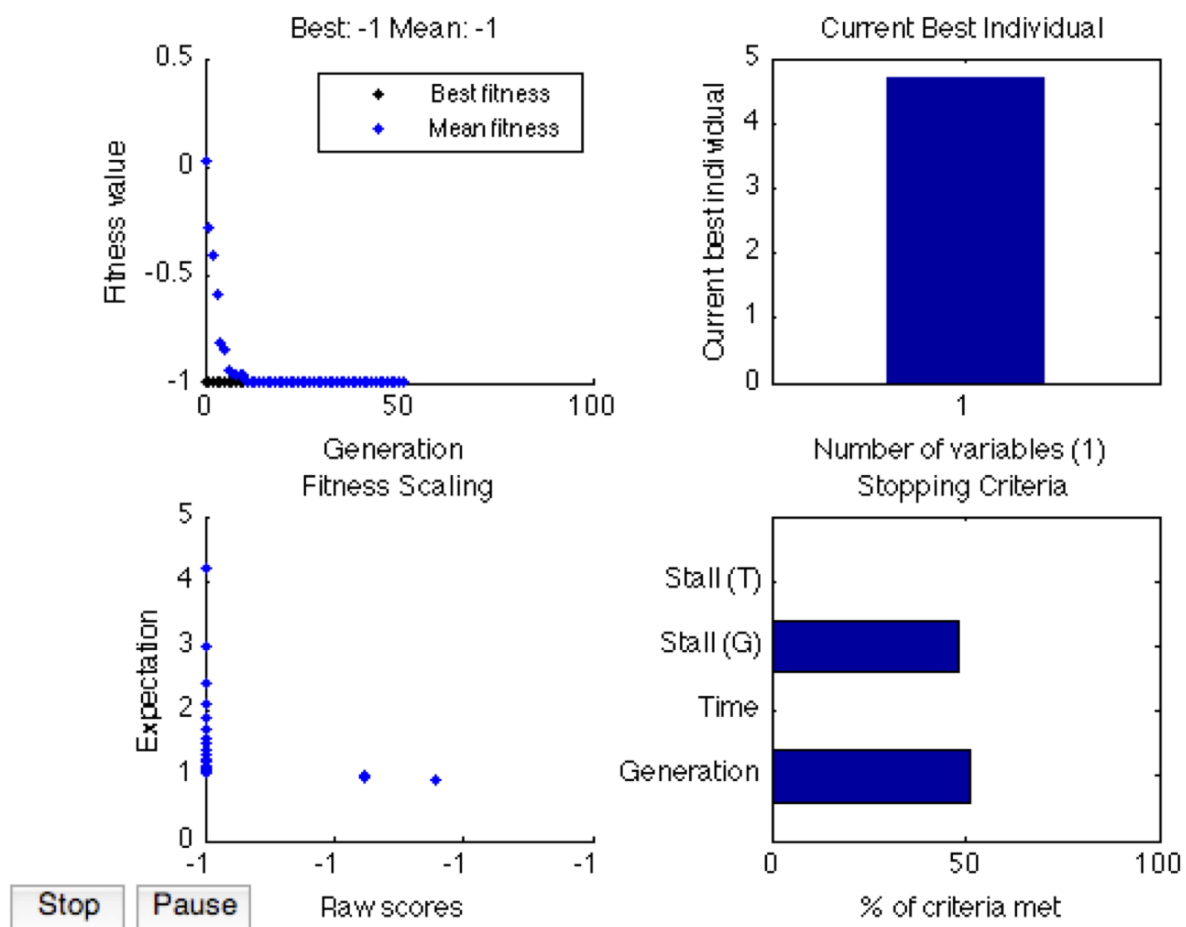 Best: -1 Mean: -1
0.5
0
-0.5
-1
Fitness value
Best fitness
Mean fitness
0 50 100
Generation
Current Best Individual
5
4
3
2
1
0
Current best individual
1
Number of variables (1)
Fitness Scaling
5
4
3
2
1
0
Expectation
-1 -1 -1 -1
Raw scores
Stopping Criteria
Stall (T)
Stall (G)
Time
Generation
0 50 100
% of criteria met
Stop Pause